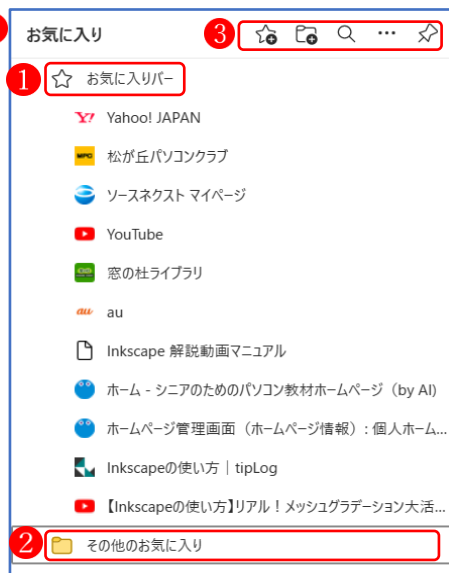 お気に入り
3
1
お気に入りバー
Yahoo! JAPAN
MPC 松が丘パソコンクラブ
ソースネクスト マイページ
YouTube
窓の杜ライブラリ
au au
Inkscape 解説動画マニュアル
ホーム - シニアのためのパソコン教材ホームページ（by AI)
ホームページ管理画面（ホームページ情報）: 個人ホーム...
Inkscapeの使い方｜tipLog
【Inkscapeの使い方】リアル！メッシュグラデーション大活...
2
その他のお気に入り